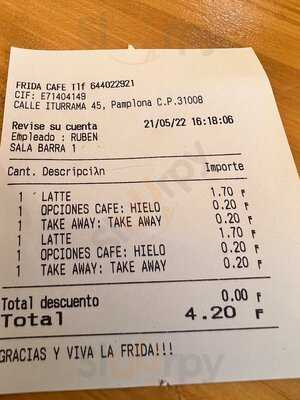 FRIDA CAFE Tlf 644022921
CIF: E71404149
CALLE ITURRAMA 45, Pamplona C.P.31008
Revise su cuenta 21/05/22 16:18:06
Empleado : RUBEN
SALA BARRA 1
Cant. Descripciλn Importe
1 LATTE 1.70 ₣
1 OPCIONES CAFE: HIELO 0.20 ₣
1 TAKE AWAY: TAKE AWAY 0.20 ₣
1 LATTE 1.70 ₣
1 OPCIONES CAFE: HIELO 0.20 ₣
1 TAKE AWAY: TAKE AWAY 0.20 ₣
Total descuento 0.00 ₣
Total 4.20 ₣
GRACIAS Y VIVA LA FRIDA!!!